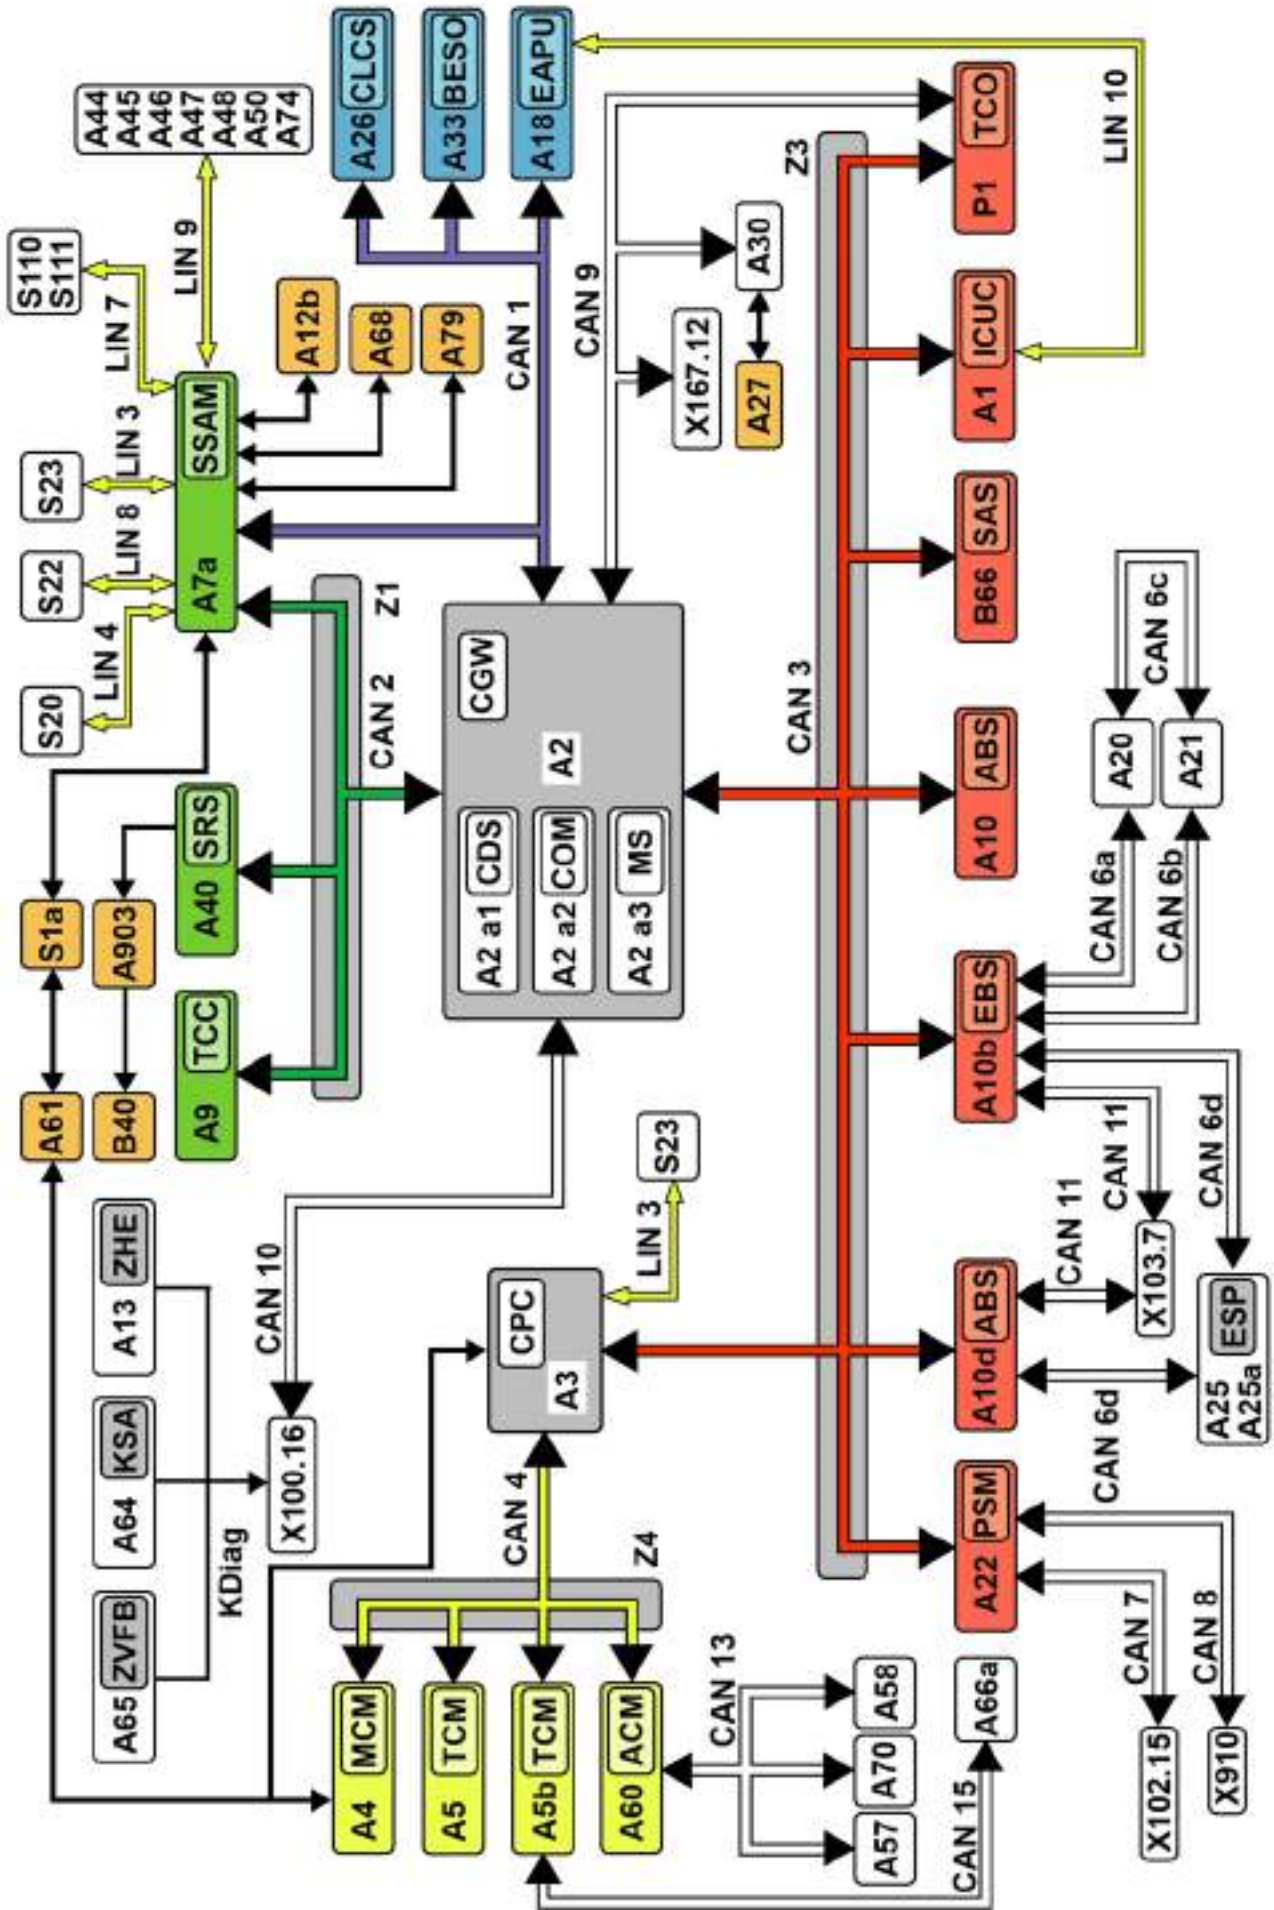 A44
A45
A46
A47
A48
A50
A74
S110
S111
LIN 9
LIN 7
S23
LIN 3
S22
LIN 8
S20
LIN 4
A7a SSAM
A12b
A68
A79
A26 CLCS
A33 BESO
A18 EAPU
CAN 1
LIN 10
S1a
A61
A903
B40
A40 SRS
A9 TCC
Z1
CAN 2
A13 ZHE
A64 KSA
A65 ZVFB
KDiag
X100.16
CAN 10
CGW
A2
A2 a1 CDS
A2 a2 COM
A2 a3 MS
CAN 9
X167.12
A30
A27
CPC
A3
LIN 3
S23
CAN 4
Z4
A4 MCM
A5 TCM
A5b TCM
A60 ACM
CAN 13
A58
A70
A57
CAN 15
A66a
Z3
CAN 3
P1 TCO
A1 ICUC
B66 SAS
A10 ABS
A10b EBS
A10d ABS
A22 PSM
CAN 6a
CAN 6b
CAN 6c
A20
A21
CAN 11
CAN 11
X103.7
CAN 6d
CAN 6d
A25 ESP
A25a
CAN 7
CAN 8
X102.15
X910